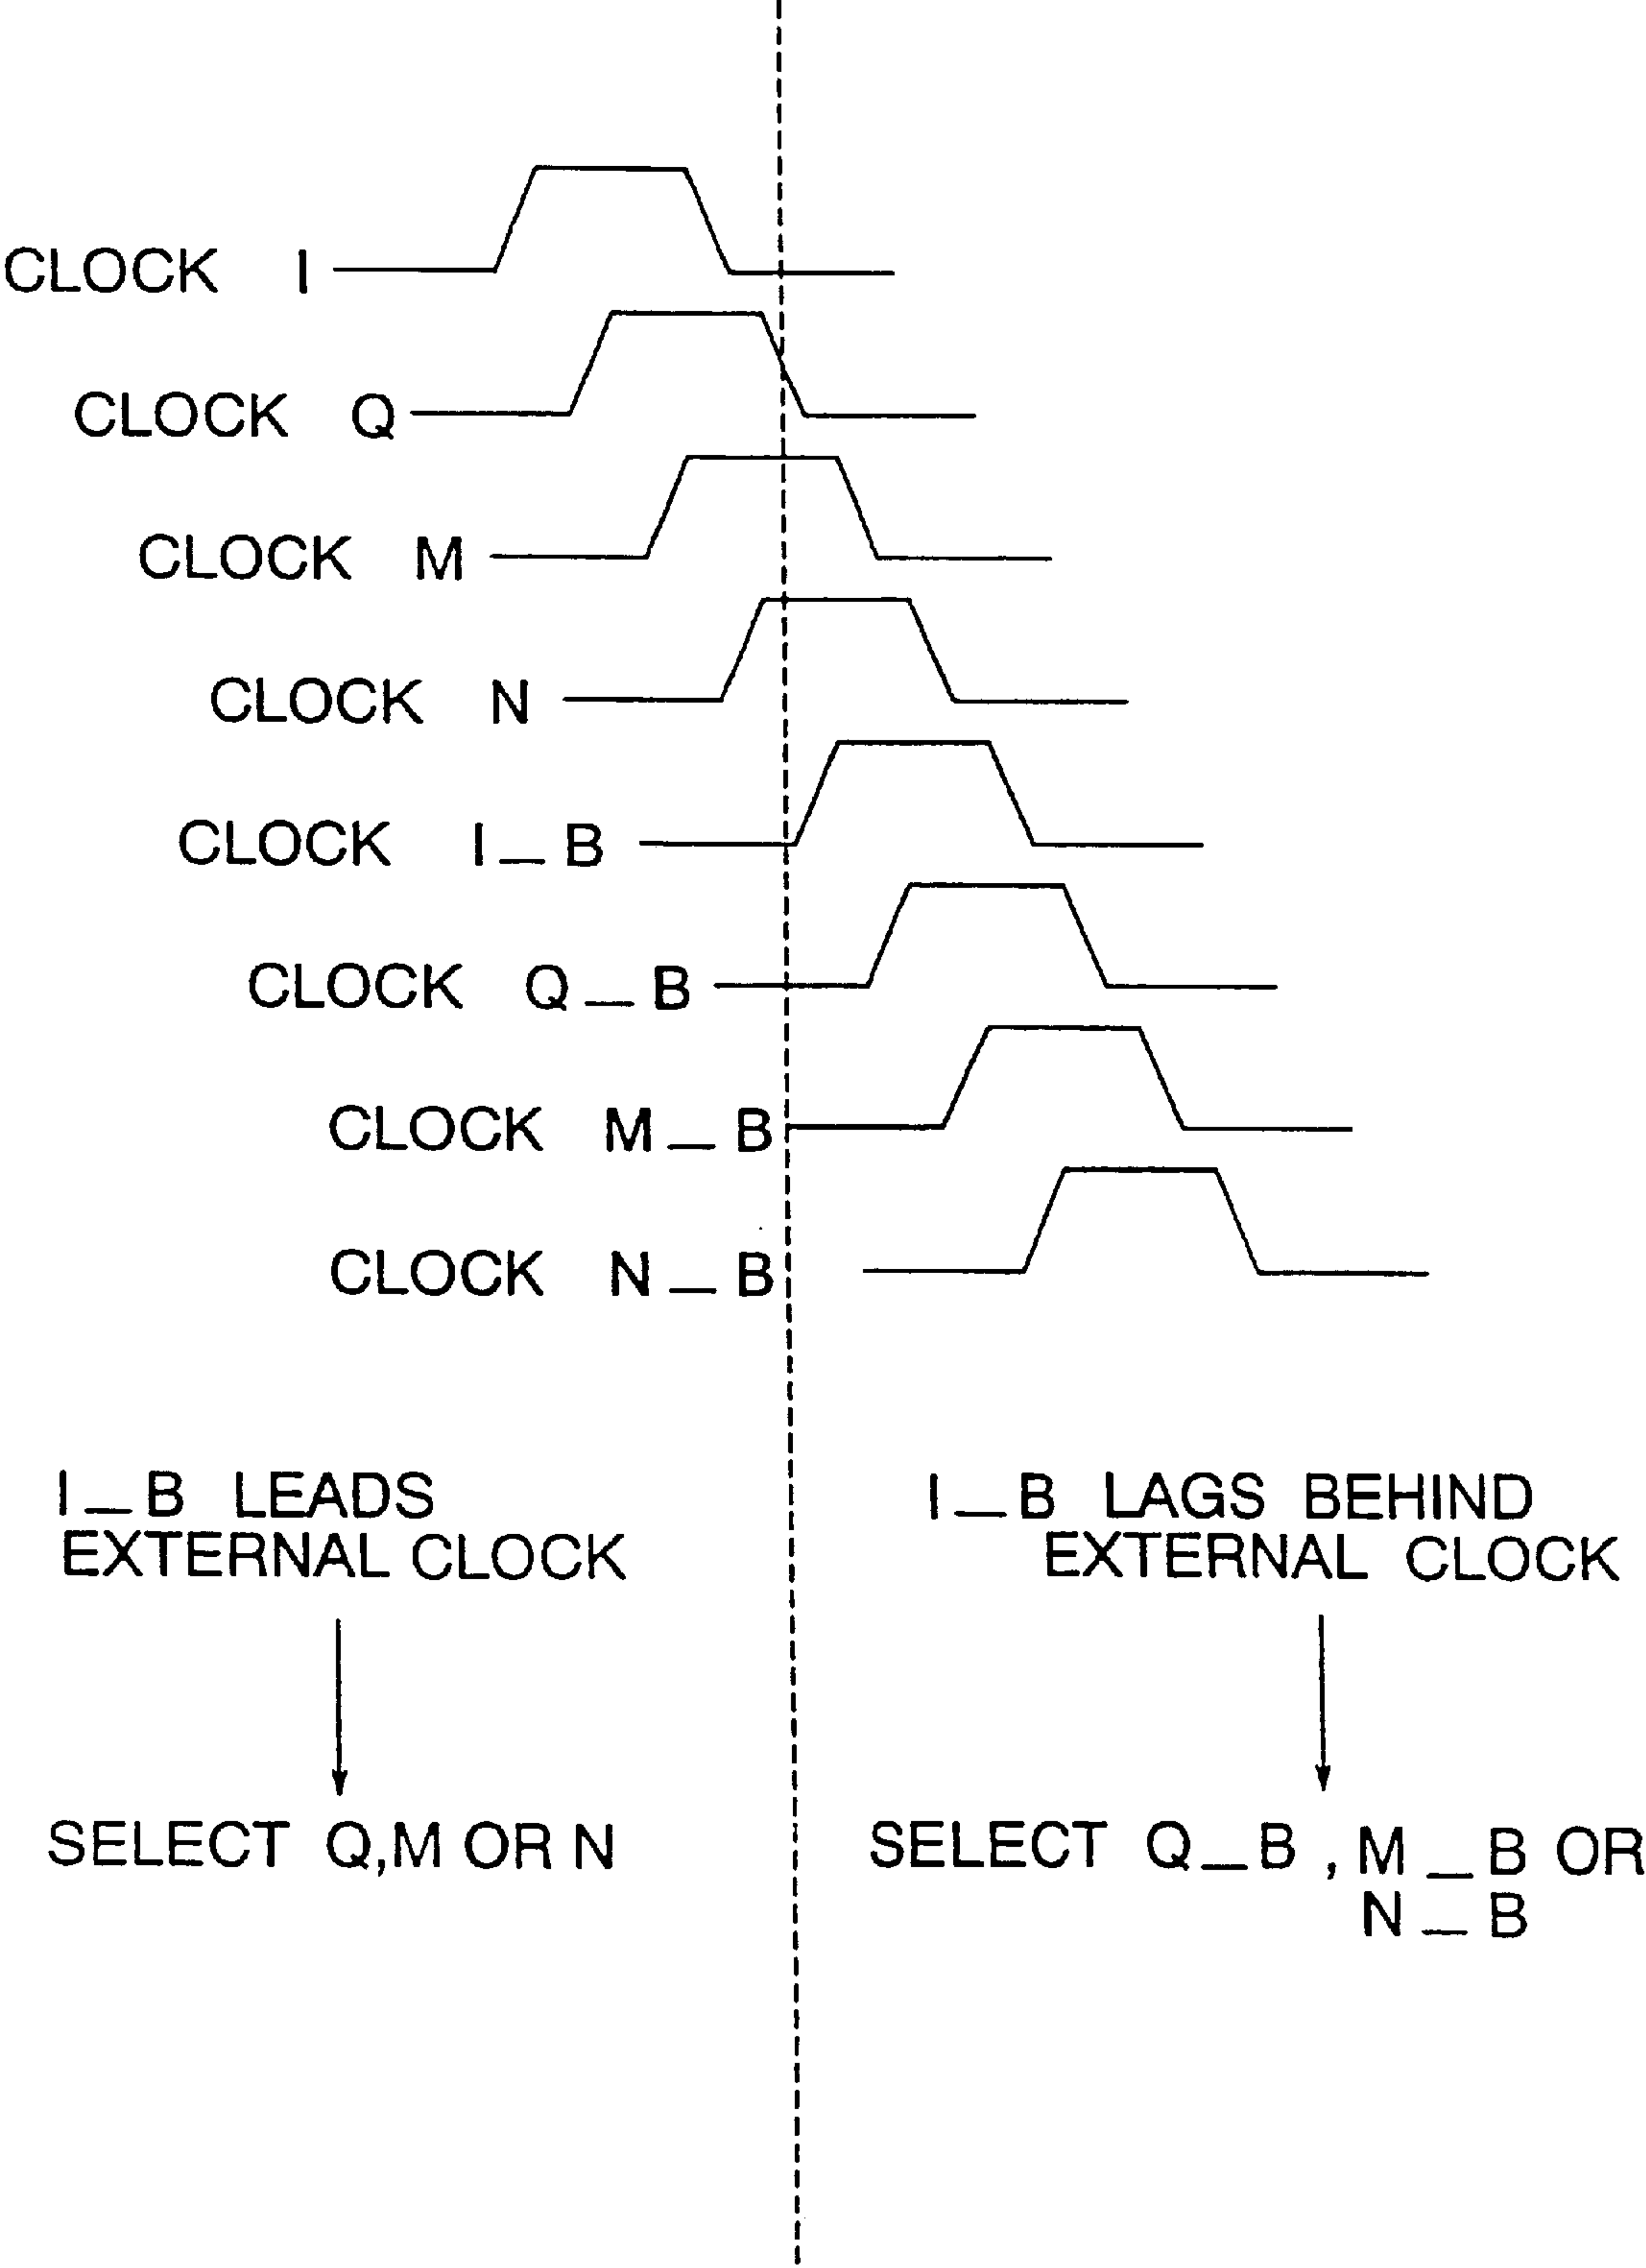 CLOCK I
CLOCK Q
CLOCK M
CLOCK N
CLOCK I_B
CLOCK Q_B
CLOCK M_B
CLOCK N_B
I_B LEADS
EXTERNAL CLOCK
SELECT Q,M OR N
I_B LAGS BEHIND
EXTERNAL CLOCK
SELECT Q_B, M_B OR
N_B